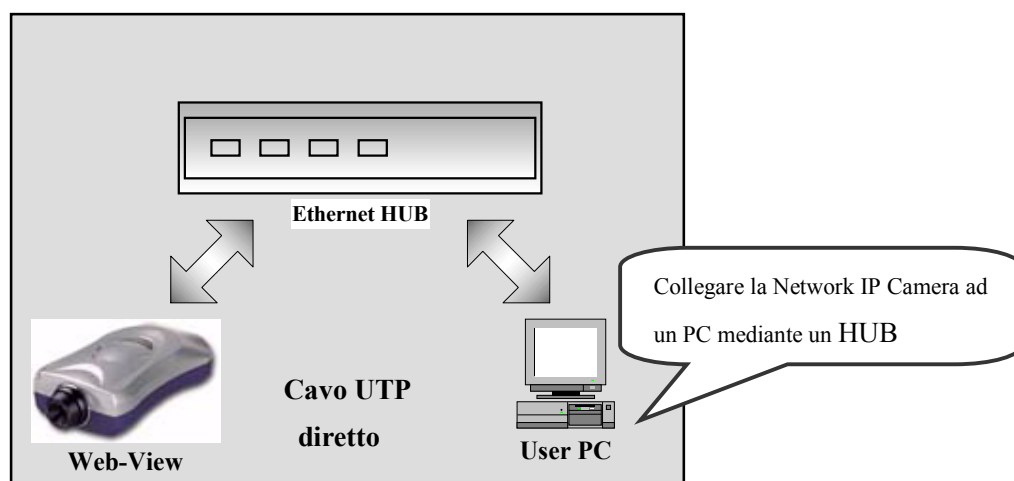 Ethernet HUB
Collegare la Network IP Camera ad
un PC mediante un HUB
Cavo UTP
diretto
Web-View
User PC